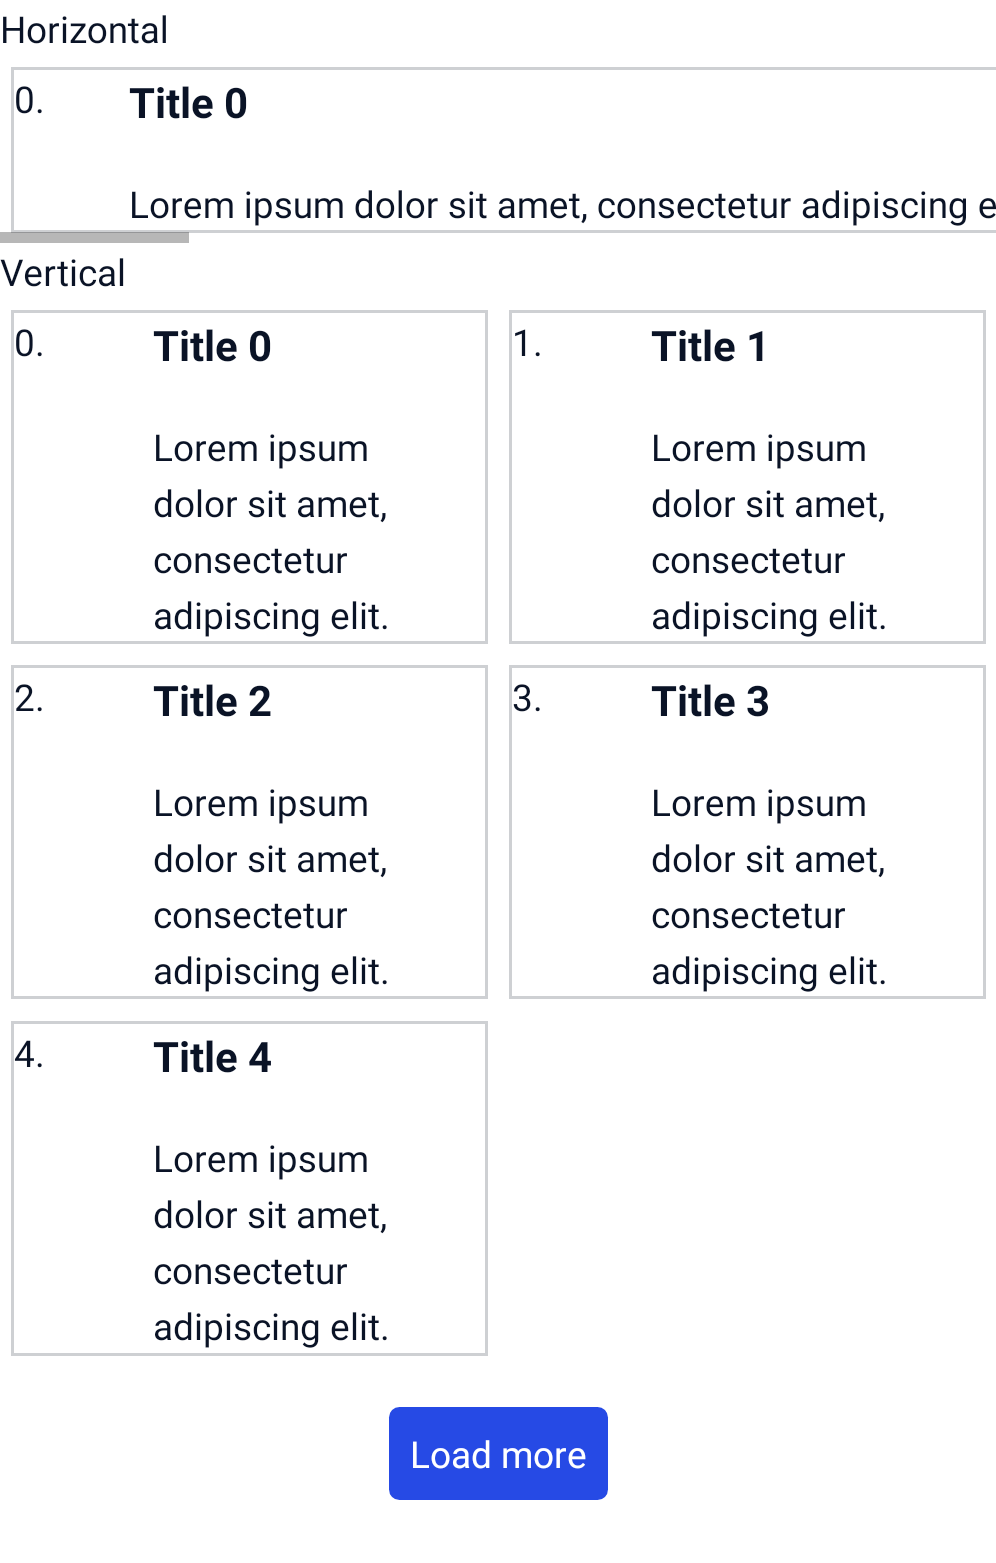 Horizontal
0. Title 0
Lorem ipsum dolor sit amet, consectetur adipiscing e
Vertical
0. Title 0
Lorem ipsum
dolor sit amet,
consectetur
adipiscing elit.
1. Title 1
Lorem ipsum
dolor sit amet,
consectetur
adipiscing elit.
2. Title 2
Lorem ipsum
dolor sit amet,
consectetur
adipiscing elit.
3. Title 3
Lorem ipsum
dolor sit amet,
consectetur
adipiscing elit.
4. Title 4
Lorem ipsum
dolor sit amet,
consectetur
adipiscing elit.
Load more